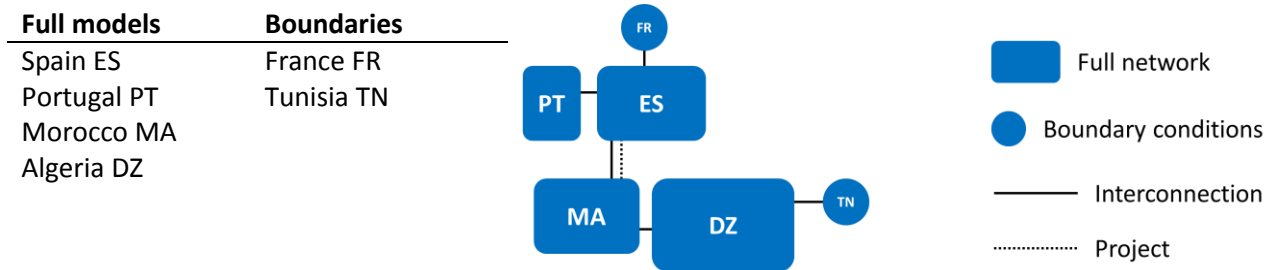 Full models Boundaries
Spain ES France FR
Portugal PT Tunisia TN
Morocco MA
Algeria DZ
FR
PT ES
MA DZ TN
Full network
Boundary conditions
Interconnection
Project